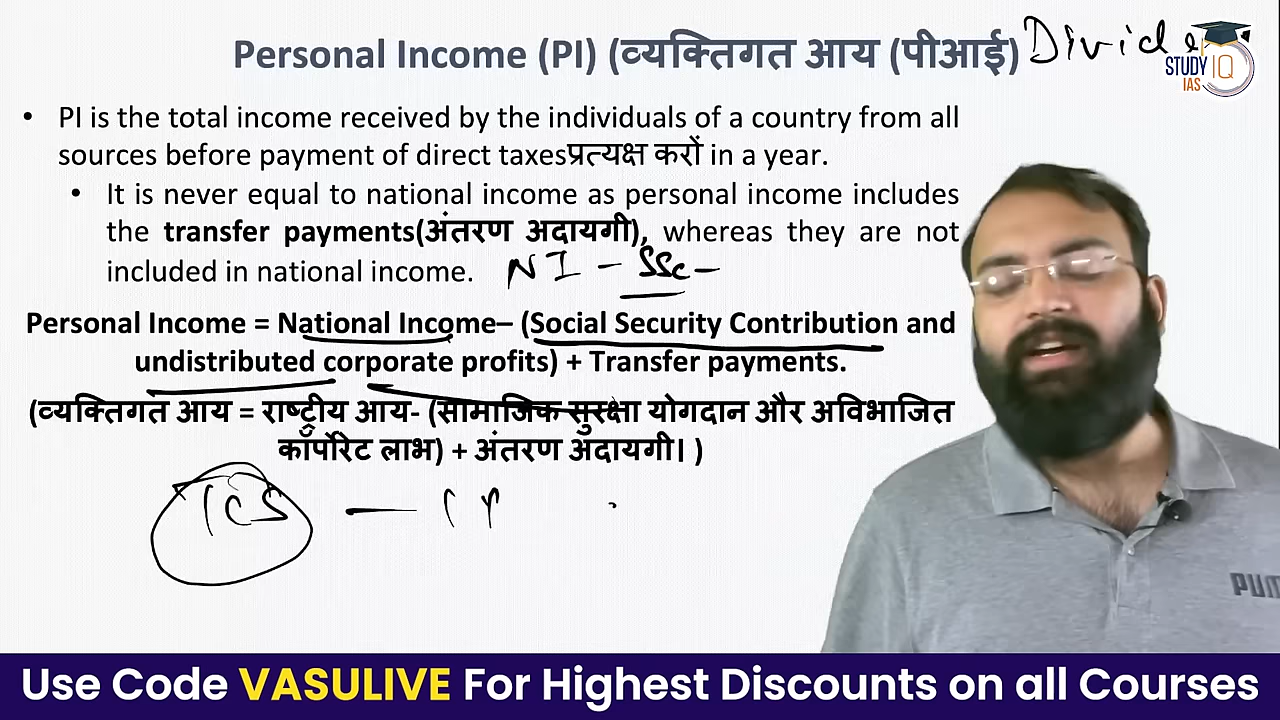 Personal Income (PI) (व्यक्तिगत आय (पीआई)
STUDY IQ
IAS
• PI is the total income received by the individuals of a country from all
sources before payment of direct taxesप्रत्यक्ष करों in a year.
• It is never equal to national income as personal income includes
the transfer payments(अंतरण अदायगी), whereas they are not
included in national income. NI – SSC –
Personal Income = National Income– (Social Security Contribution and
undistributed corporate profits) + Transfer payments.
(व्यक्तिगत आय = राष्ट्रीय आय- (सामाजिक सुरक्षा योगदान और अविभाजित
कॉर्पोरेट लाभ) + अंतरण अदायगी। )
PUM
Use Code VASULIVE For Highest Discounts on all Courses